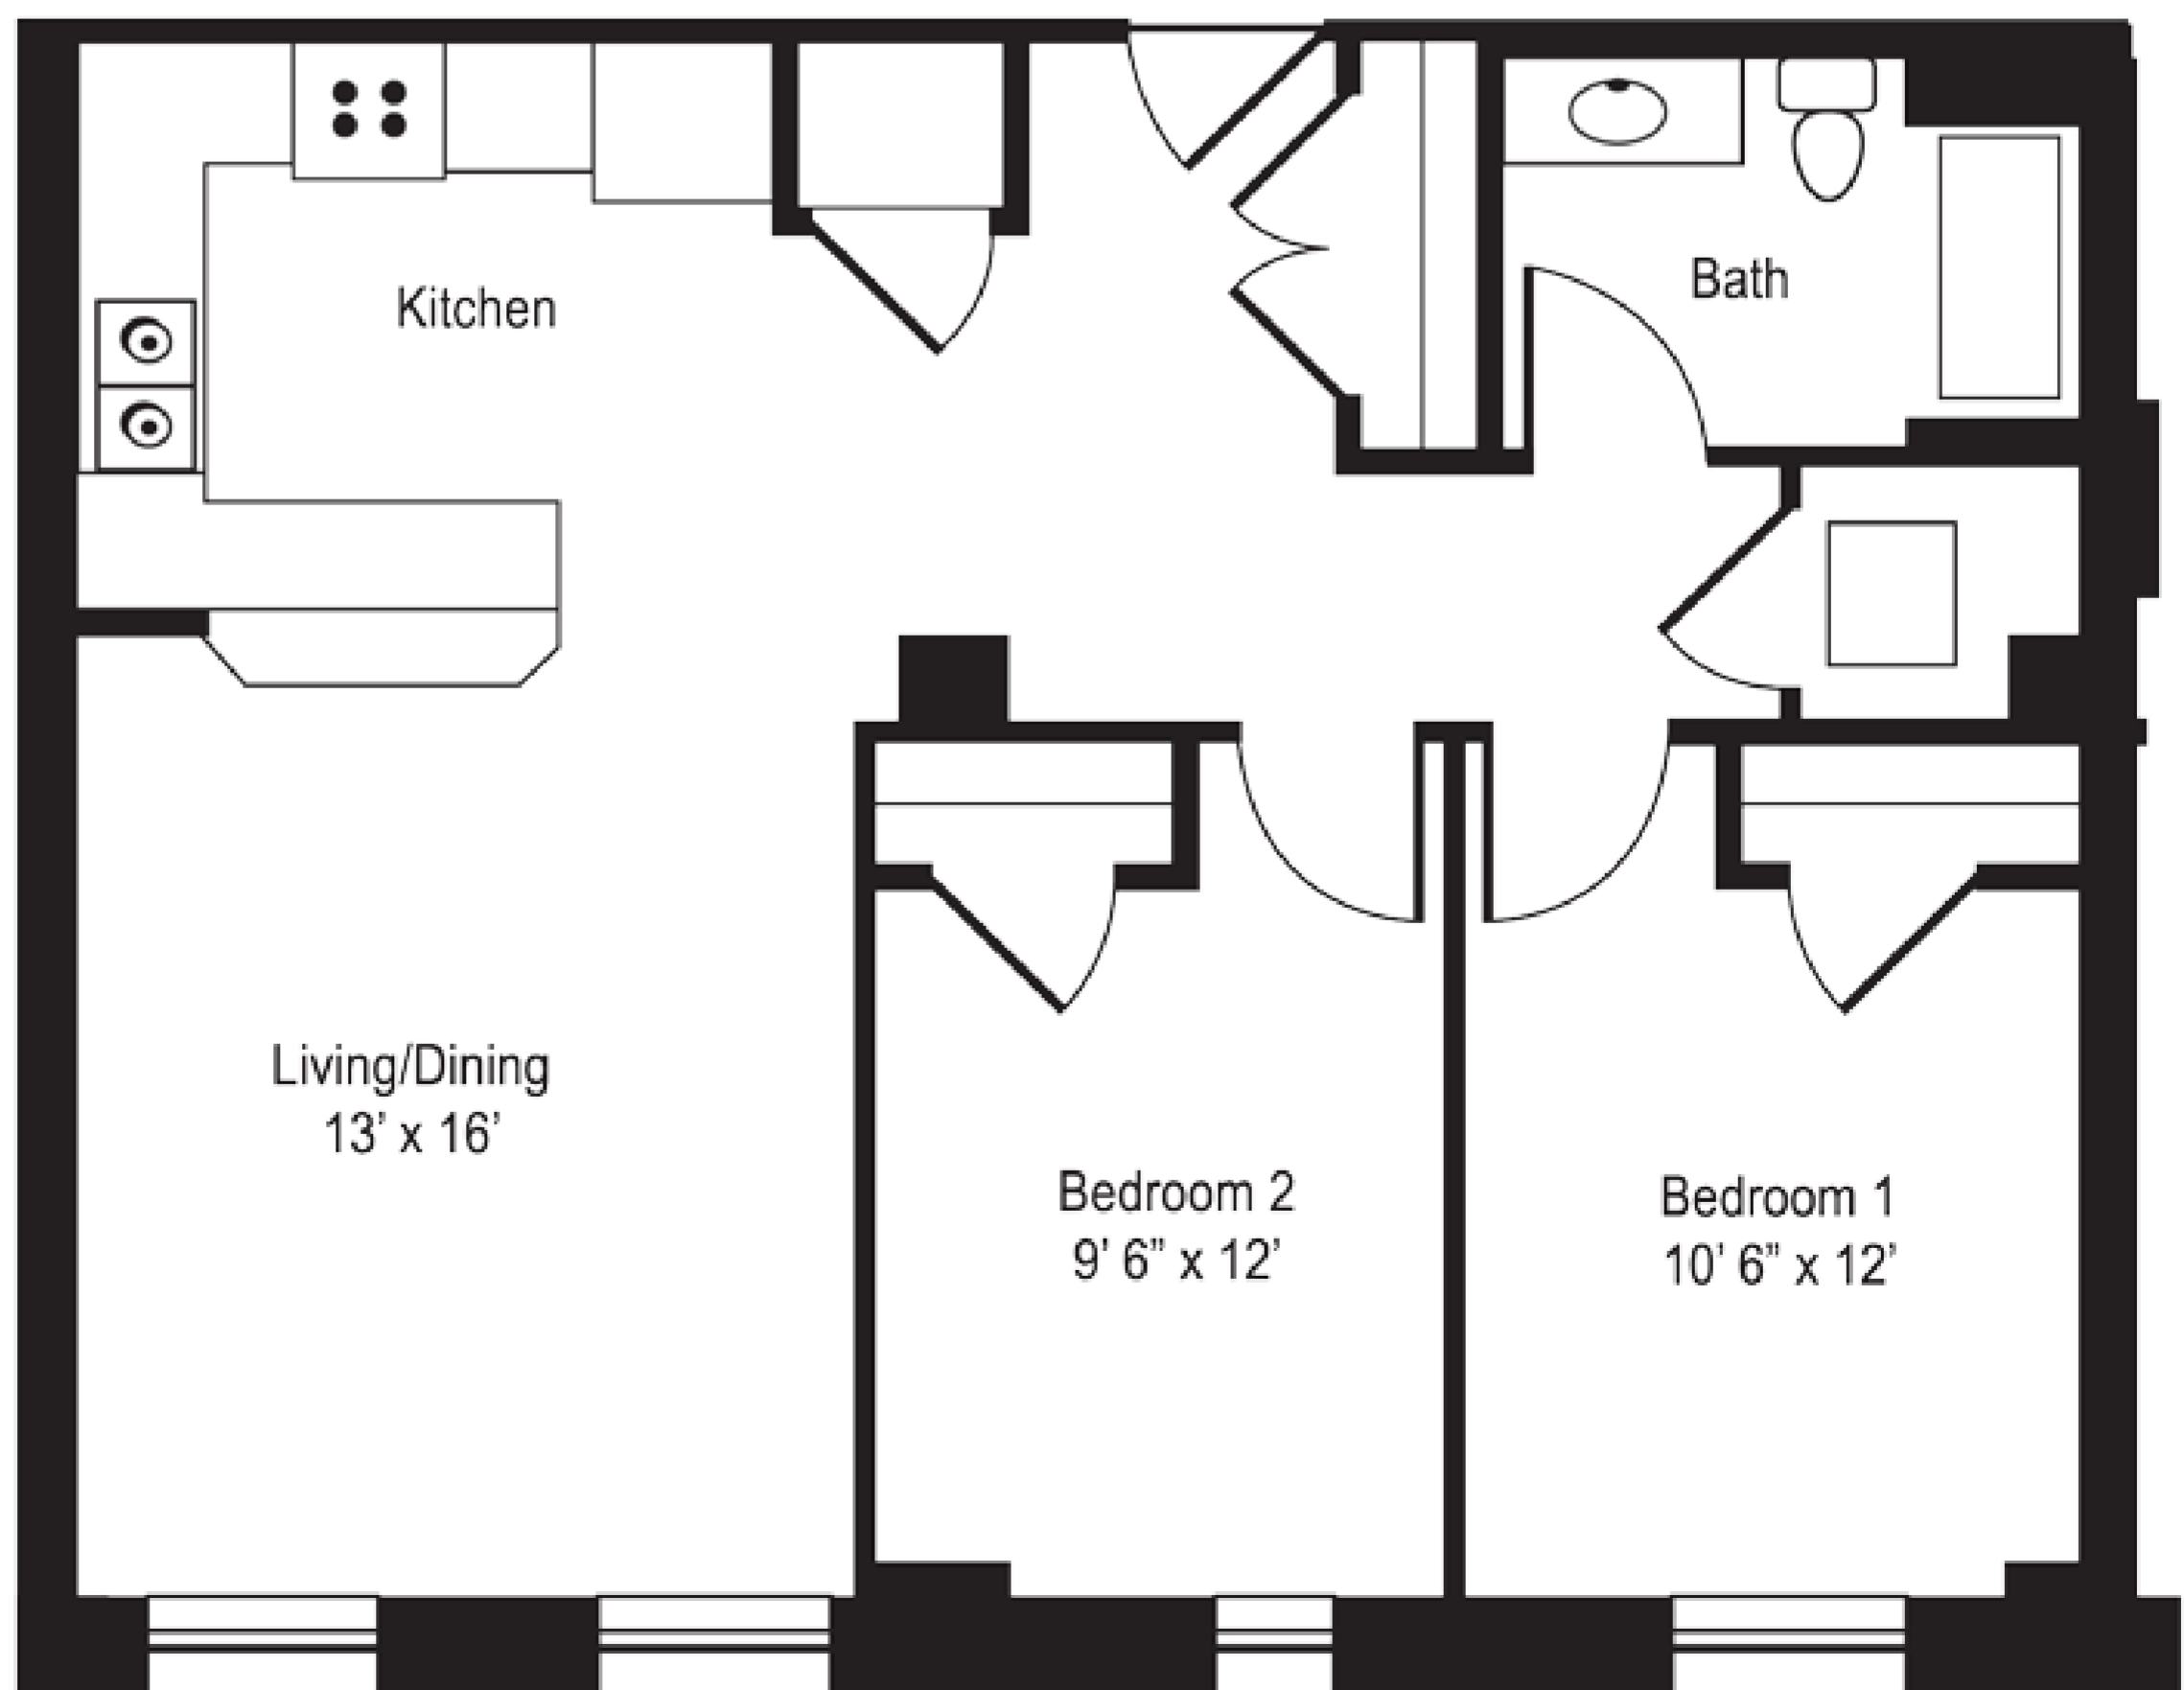 Kitchen
Bath
Living/Dining
13’ x 16’
Bedroom 2
9’ 6” x 12’
Bedroom 1
10’ 6” x 12’